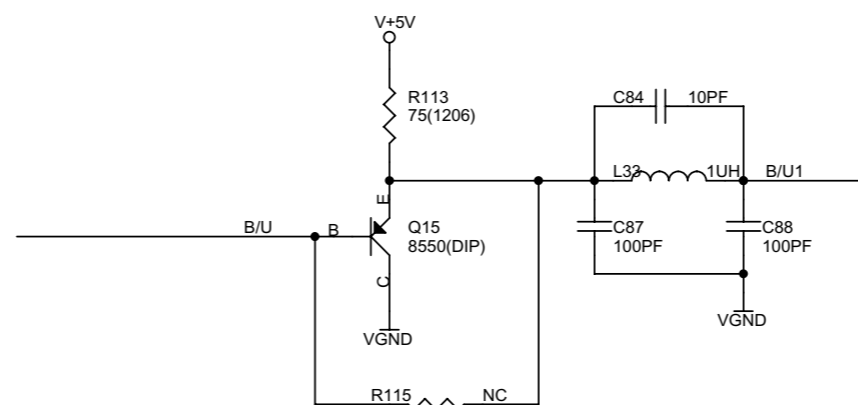 V+5V
R113
75(1206)
C84 10PF
L33 1UH B/U1
E
B/U B Q15
8550(DIP)
C87 C88
100PF 100PF
C
VGND
VGND
R115 NC